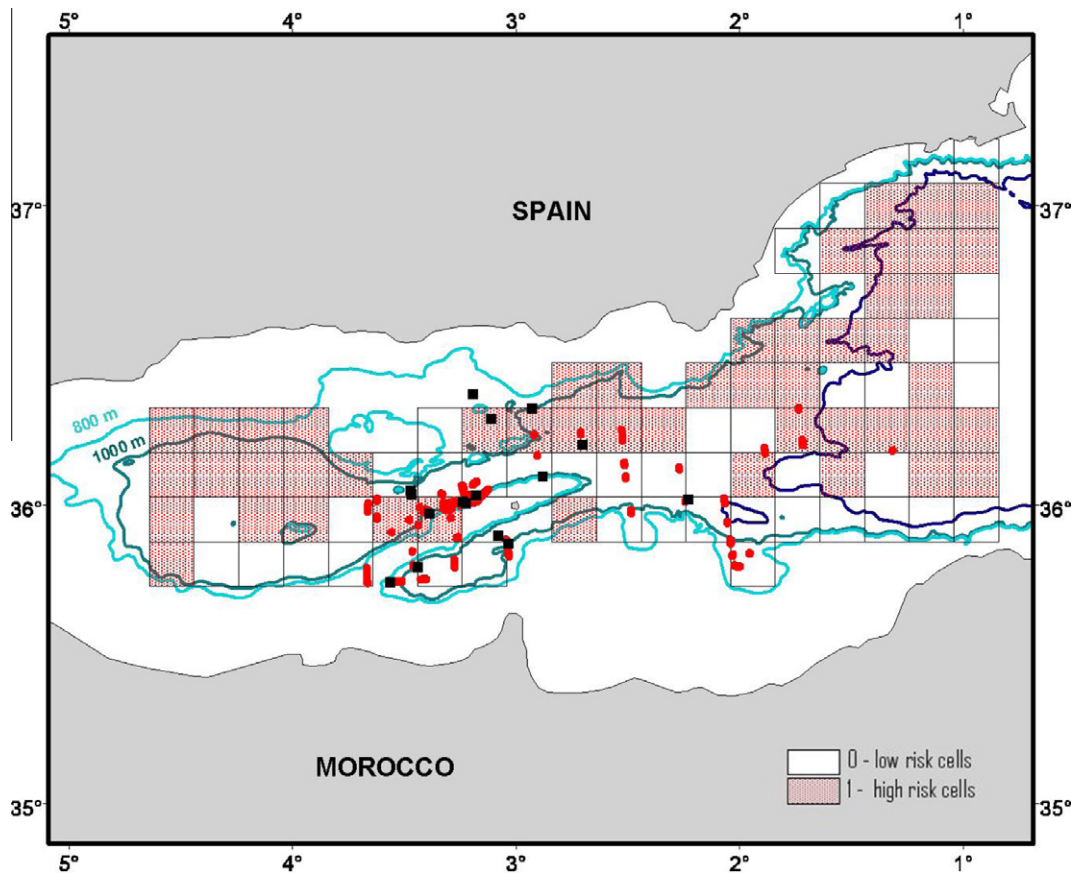 5° 4° 3° 2° 1°
37° 37°
SPAIN
800 m
1000 m
36° 36°
MOROCCO
0 - low risk cells
1 - high risk cells
35° 35°
5° 4° 3° 2° 1°